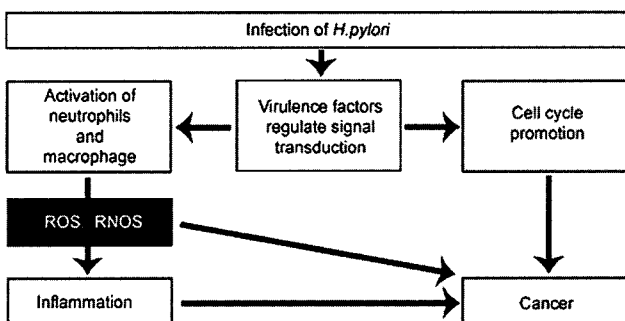 Infection of H.pylori
Activation of
neutrophils
and
macrophage
Virulence factors
regulate signal
transduction
Cell cycle
promotion
ROS RNOS
Inflammation
Cancer